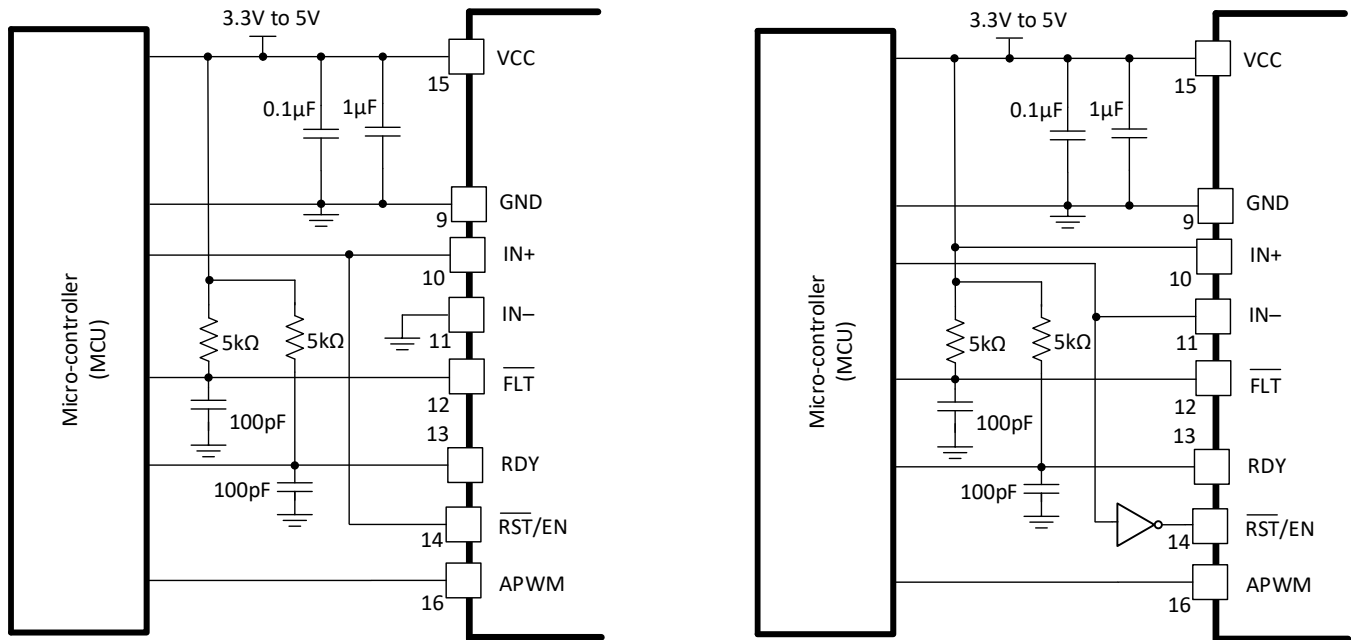 3.3V to 5V
VCC
15
0.1µF
1µF
GND
9
IN+
10
IN–
11
5kΩ
5kΩ
FLT
12
100pF
13
RDY
100pF
RST/EN
14
APWM
16
Micro-controller
(MCU)
3.3V to 5V
VCC
15
0.1µF
1µF
GND
9
IN+
10
IN–
11
5kΩ
5kΩ
FLT
12
100pF
13
RDY
100pF
RST/EN
14
APWM
16
Micro-controller
(MCU)